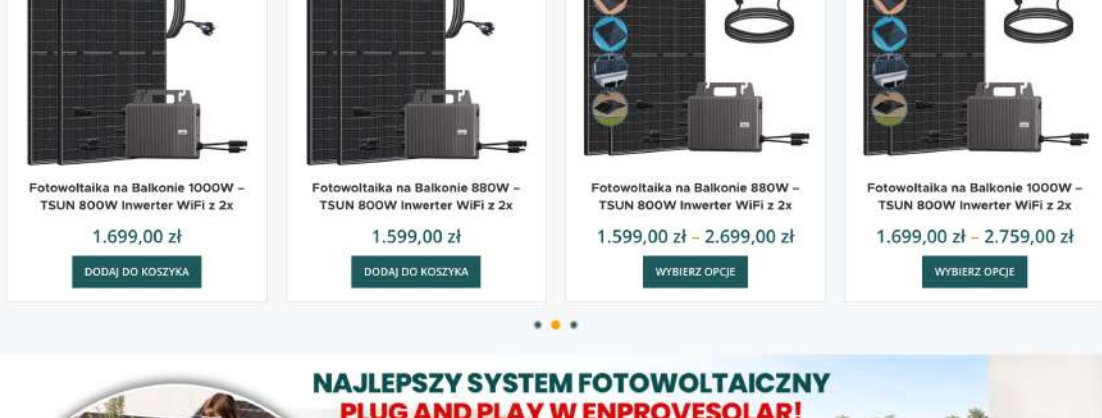 Fotowoltaika na Balkonie 1000W –
TSUN 800W Inwerter WiFi z 2x
1.699,00 zł
DODAJ DO KOSZYKA
Fotowoltaika na Balkonie 880W –
TSUN 800W Inwerter WiFi z 2x
1.599,00 zł
DODAJ DO KOSZYKA
Fotowoltaika na Balkonie 880W –
TSUN 800W Inwerter WiFi z 2x
1.599,00 zł – 2.699,00 zł
WYBIERZ OPCJE
Fotowoltaika na Balkonie 1000W –
TSUN 800W Inwerter WiFi z 2x
1.699,00 zł – 2.759,00 zł
WYBIERZ OPCJE
NAJLEPSZY SYSTEM FOTOWOLTAICZNY
PLUG AND PLAY W ENPROVESOLAR!